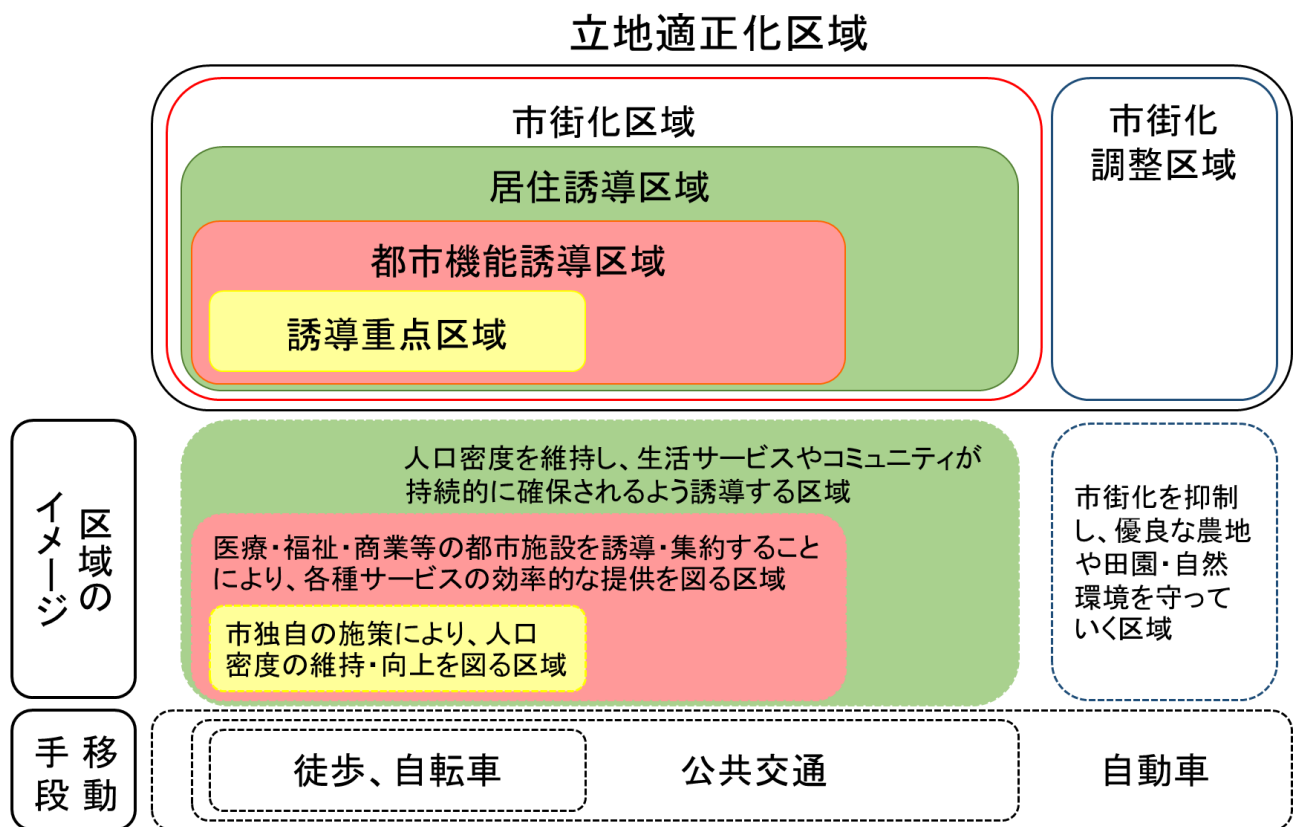 立地適正化区域
市街化区域
居住誘導区域
都市機能誘導区域
誘導重点区域
市街化
調整区域
区域の
イメージ
人口密度を維持し、生活サービスやコミュニティが
持続的に確保されるよう誘導する区域
医療・福祉・商業等の都市施設を誘導・集約すること
により、各種サービスの効率的な提供を図る区域
市独自の施策により、人口
密度の維持・向上を図る区域
市街化を抑制
し、優良な農地
や田園・自然
環境を守って
いく区域
移動
手段
徒歩、自転車
公共交通
自動車